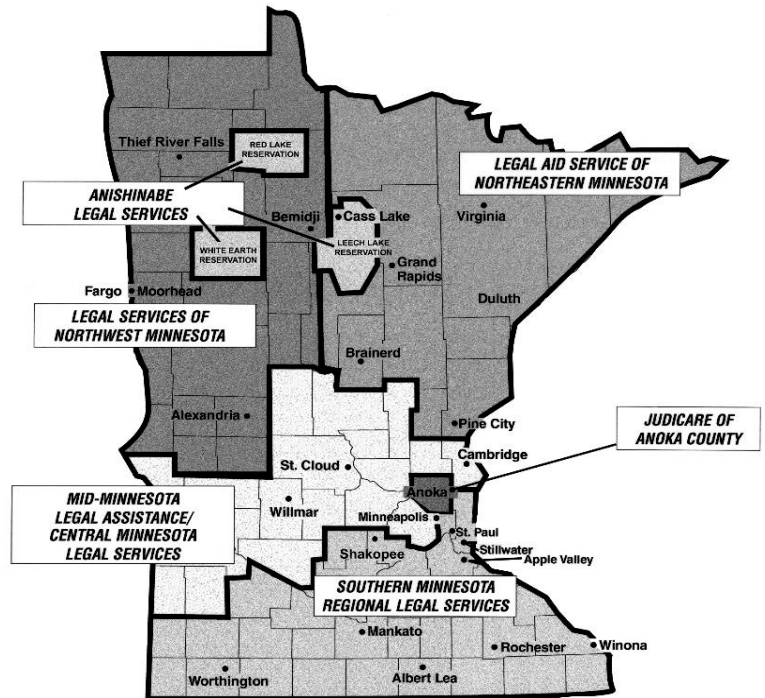 Thief River Falls
RED LAKE
RESERVATION
LEGAL AID SERVICE OF
NORTHEASTERN MINNESOTA
ANISHINABE
LEGAL SERVICES
Bemidji
Cass Lake
Virginia
WHITE EARTH
RESERVATION
LEECH LAKE
RESERVATION
Grand
Rapids
Fargo
Moorhead
Duluth
LEGAL SERVICES OF
NORTHWEST MINNESOTA
Brainerd
Alexandria
Pine City
JUDICARE OF
ANOKA COUNTY
Cambridge
St. Cloud
MID-MINNESOTA
LEGAL ASSISTANCE/
CENTRAL MINNESOTA
LEGAL SERVICES
Willmar
Anoka
Minneapolis
St. Paul
Stillwater
Shakopee
Apple Valley
SOUTHERN MINNESOTA
REGIONAL LEGAL SERVICES
Mankato
Rochester
Winona
Worthington
Albert Lea